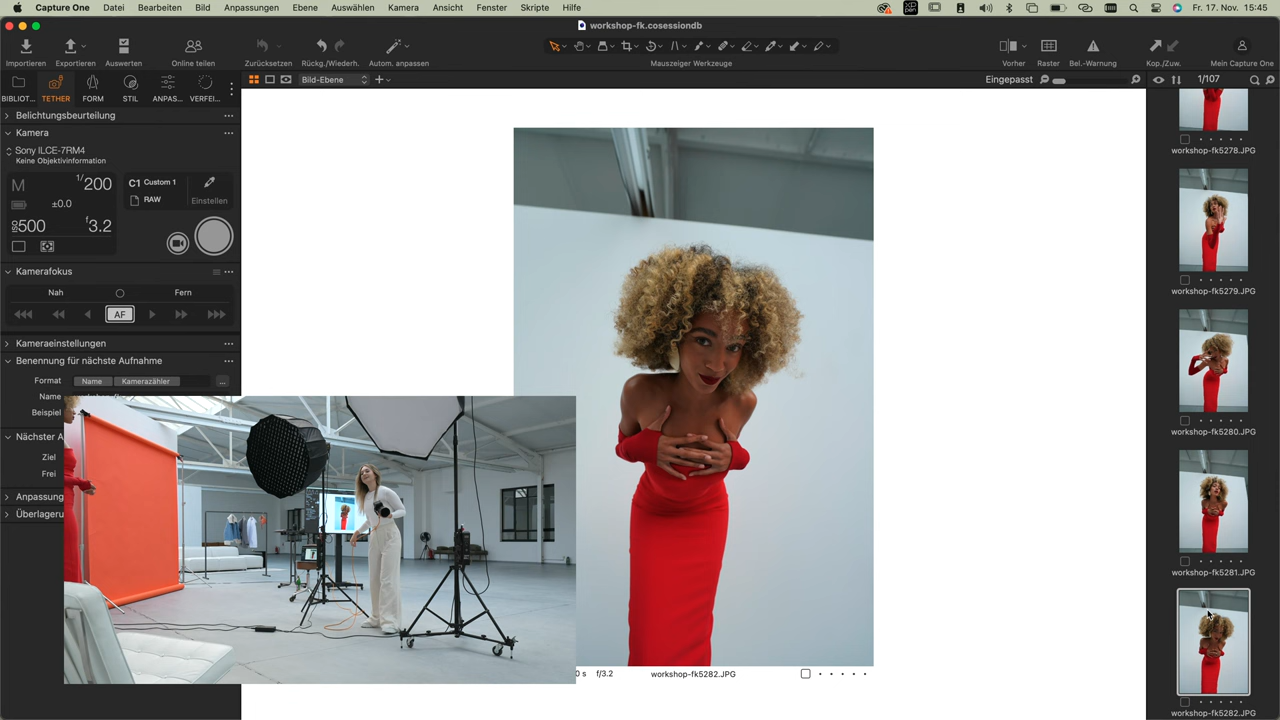 Capture One Datei Bearbeiten Bild Anpassungen Ebene Auswählen Kamera Ansicht Fenster Skripte Hilfe Fr. 17. Nov. 15:45
workshop-fk.cosessiondb
Importieren Exportieren Auswerten Online teilen Zurücksetzen Rückg./Wiederh. Autom. anpassen Mauszeiger Werkzeuge Vorher Raster Bel.-Warnung Kop./Zuw. Mein Capture One
Bild-Ebene Eingepasst 1/107
BIBLIOT... TETHER FORM STIL ANPAS... VERFEI...
Belichtungsbeurteilung
Kamera
Sony ILCE-7RM4
Keine Objektivinformation
M 1/200 C1 Custom 1
±0.0 RAW Einstellen
500 f3.2
Kamerafokus
Nah Fern
AF
Kameraeinstellungen
Benennung für nächste Aufnahme
Format Name Kamerazähler ...
Name
Beispiel
Nächster A
Ziel
Frei
Anpassung
Überlageru
0 s f/3.2 workshop-fk5282.JPG
workshop-fk5278.JPG
workshop-fk5279.JPG
workshop-fk5280.JPG
workshop-fk5281.JPG
workshop-fk5282.JPG